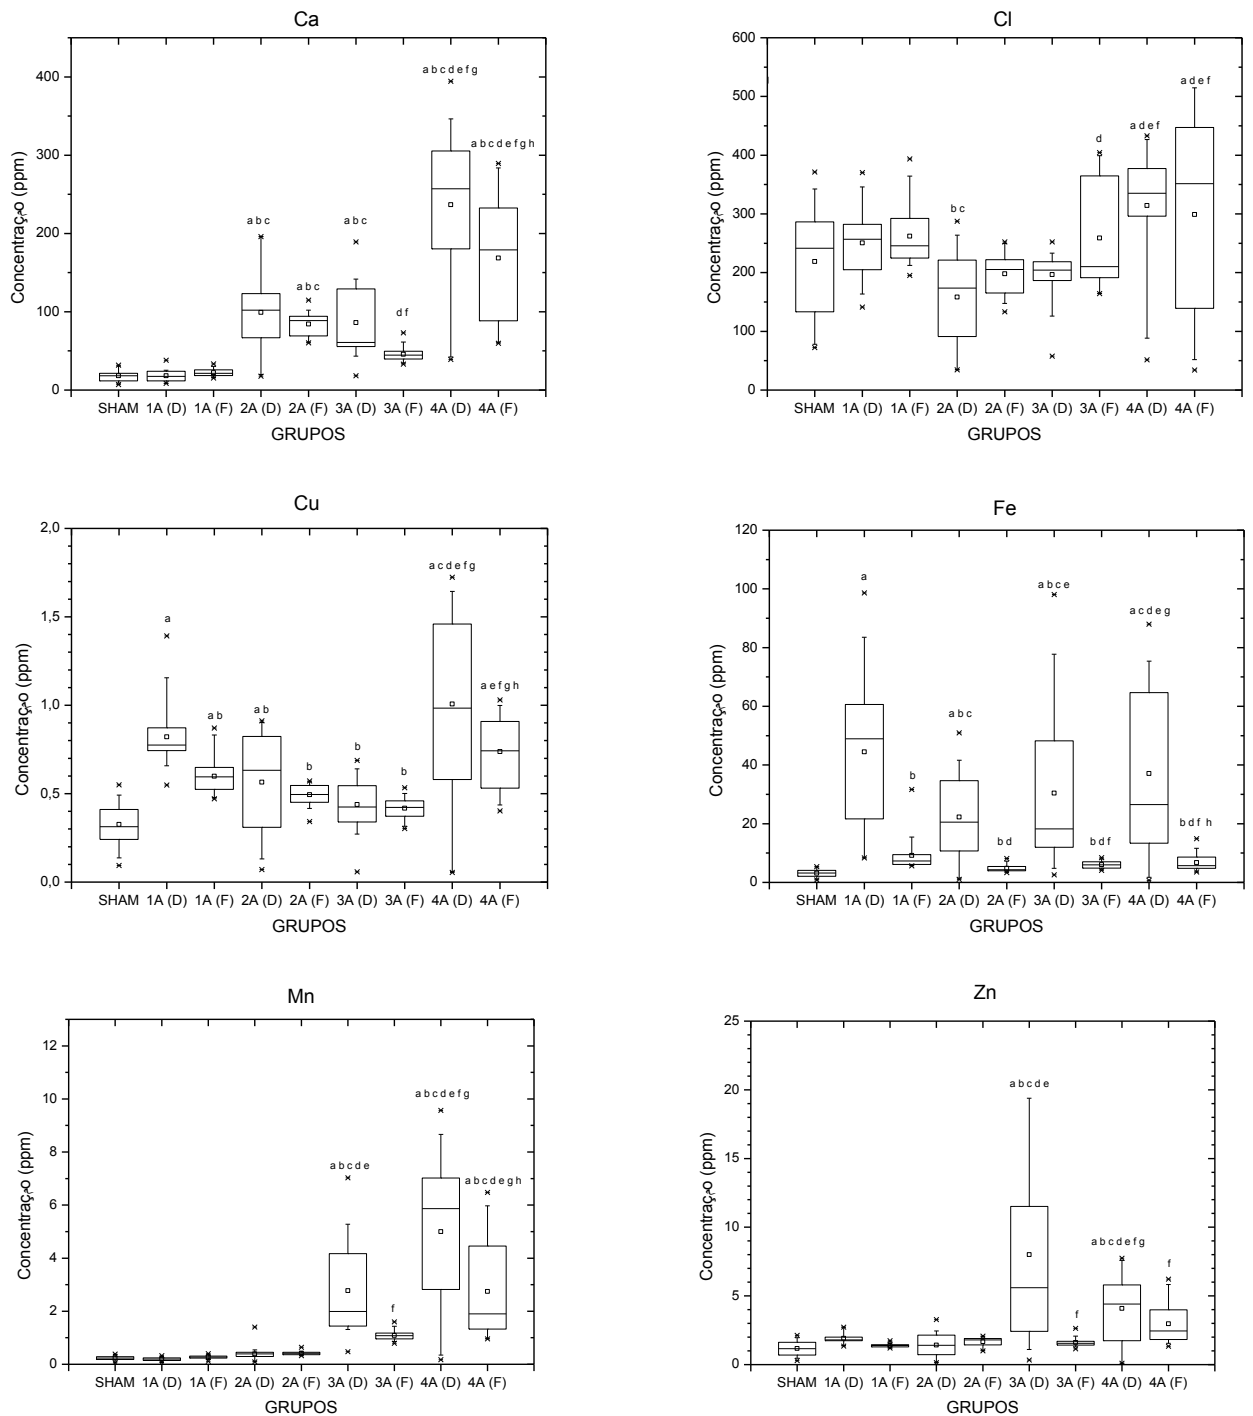 Ca
Concentraçمo (ppm)
400
300
200
100
0
a b c
a b c
a b c
d f
a b c d e f g
a b c d e f g h
SHAM 1A (D) 1A (F) 2A (D) 2A (F) 3A (D) 3A (F) 4A (D) 4A (F)
GRUPOS
Cl
Concentraçمo (ppm)
600
500
400
300
200
100
0
b c
d
a d e f
a d e f
SHAM 1A (D) 1A (F) 2A (D) 2A (F) 3A (D) 3A (F) 4A (D) 4A (F)
GRUPOS
Cu
Concentraçمo (ppm)
2,0
1,5
1,0
0,5
0,0
a
a b
a b
b
b
b
a c d e f g
a e f g h
SHAM 1A (D) 1A (F) 2A (D) 2A (F) 3A (D) 3A (F) 4A (D) 4A (F)
GRUPOS
Fe
Concentraçمo (ppm)
120
100
80
60
40
20
0
a
b
a b c
b d
a b c e
b d f
a c d e g
b d f h
SHAM 1A (D) 1A (F) 2A (D) 2A (F) 3A (D) 3A (F) 4A (D) 4A (F)
GRUPOS
Mn
Concentraçمo (ppm)
12
10
8
6
4
2
0
a b c d e
f
a b c d e f g
a b c d e g h
SHAM 1A (D) 1A (F) 2A (D) 2A (F) 3A (D) 3A (F) 4A (D) 4A (F)
GRUPOS
Zn
Concentraçمo (ppm)
25
20
15
10
5
0
a b c d e
f
a b c d e f g
f
SHAM 1A (D) 1A (F) 2A (D) 2A (F) 3A (D) 3A (F) 4A (D) 4A (F)
GRUPOS